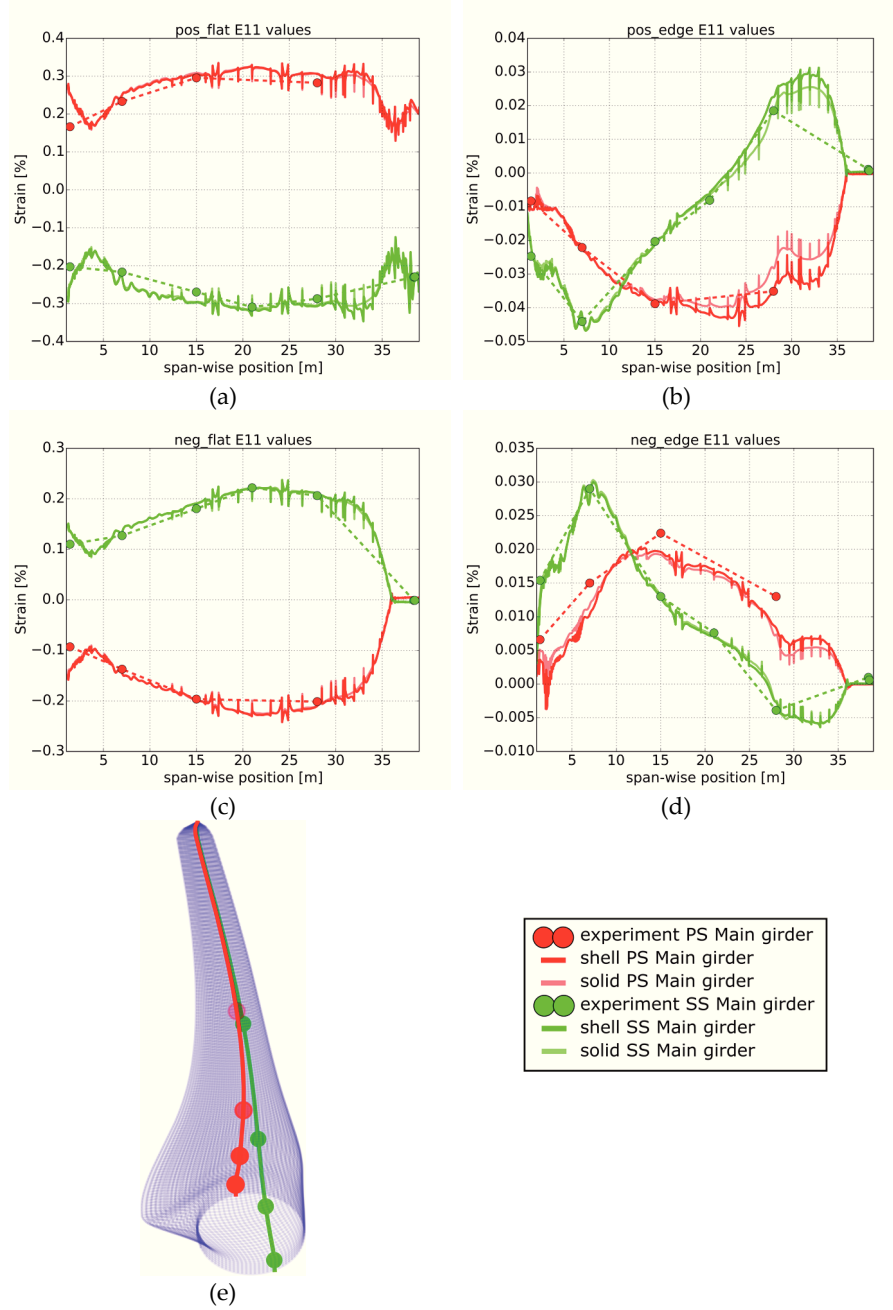 pos_flat E11 values
0.4
0.3
0.2
0.1
0.0
−0.1
−0.2
−0.3
−0.4
Strain [%]
5 10 15 20 25 30 35
span-wise position [m]
(a)
pos_edge E11 values
0.04
0.03
0.02
0.01
0.00
−0.01
−0.02
−0.03
−0.04
−0.05
Strain [%]
5 10 15 20 25 30 35
span-wise position [m]
(b)
neg_flat E11 values
0.3
0.2
0.1
0.0
−0.1
−0.2
−0.3
Strain [%]
5 10 15 20 25 30 35
span-wise position [m]
(c)
neg_edge E11 values
0.035
0.030
0.025
0.020
0.015
0.010
0.005
0.000
−0.005
−0.010
Strain [%]
5 10 15 20 25 30 35
span-wise position [m]
(d)
(e)
experiment PS Main girder
shell PS Main girder
solid PS Main girder
experiment SS Main girder
shell SS Main girder
solid SS Main girder